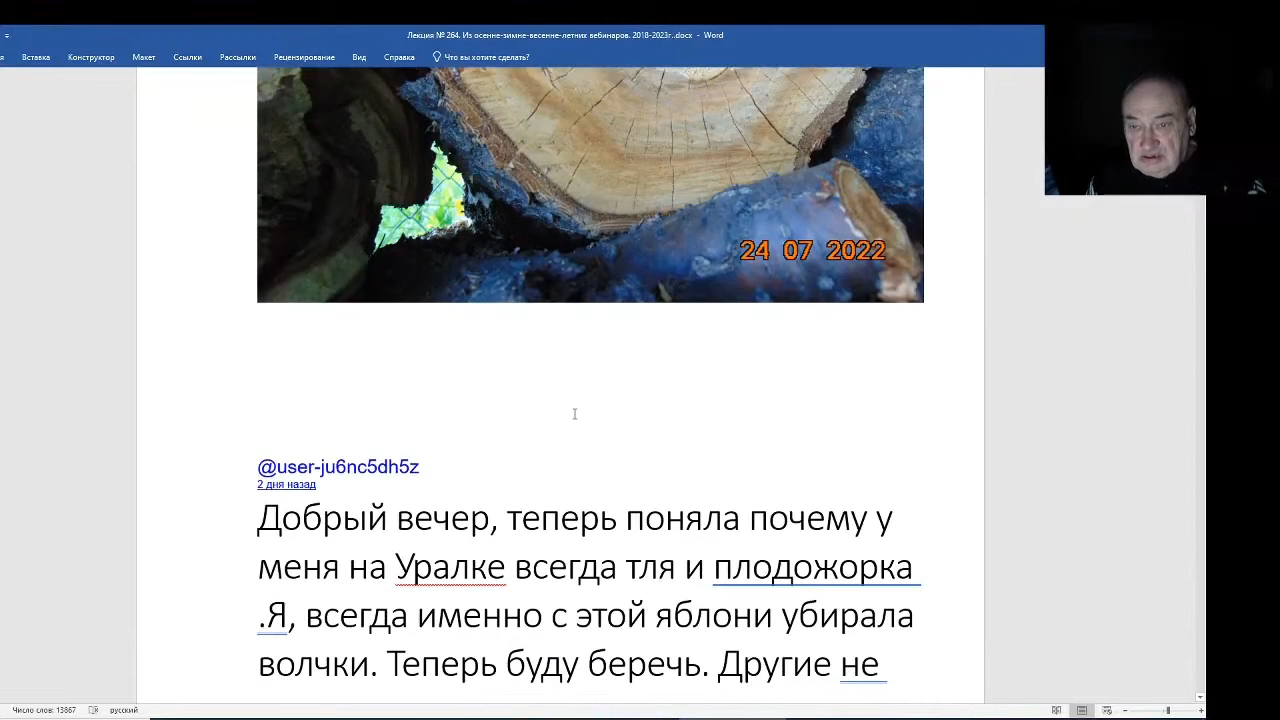 Лекция № 264. Из осенне-зимне-весенне-летних вебинаров. 2018-2023г..docx - Word
я Вставка Конструктор Макет Ссылки Рассылки Рецензирование Вид Справка Что вы хотите сделать?
24 07 2022
@user-ju6nc5dh5z
2 дня назад
Добрый вечер, теперь поняла почему у
меня на Уралке всегда тля и плодожорка
.Я, всегда именно с этой яблони убирала
волчки. Теперь буду беречь. Другие не
Число слов: 13867 русский